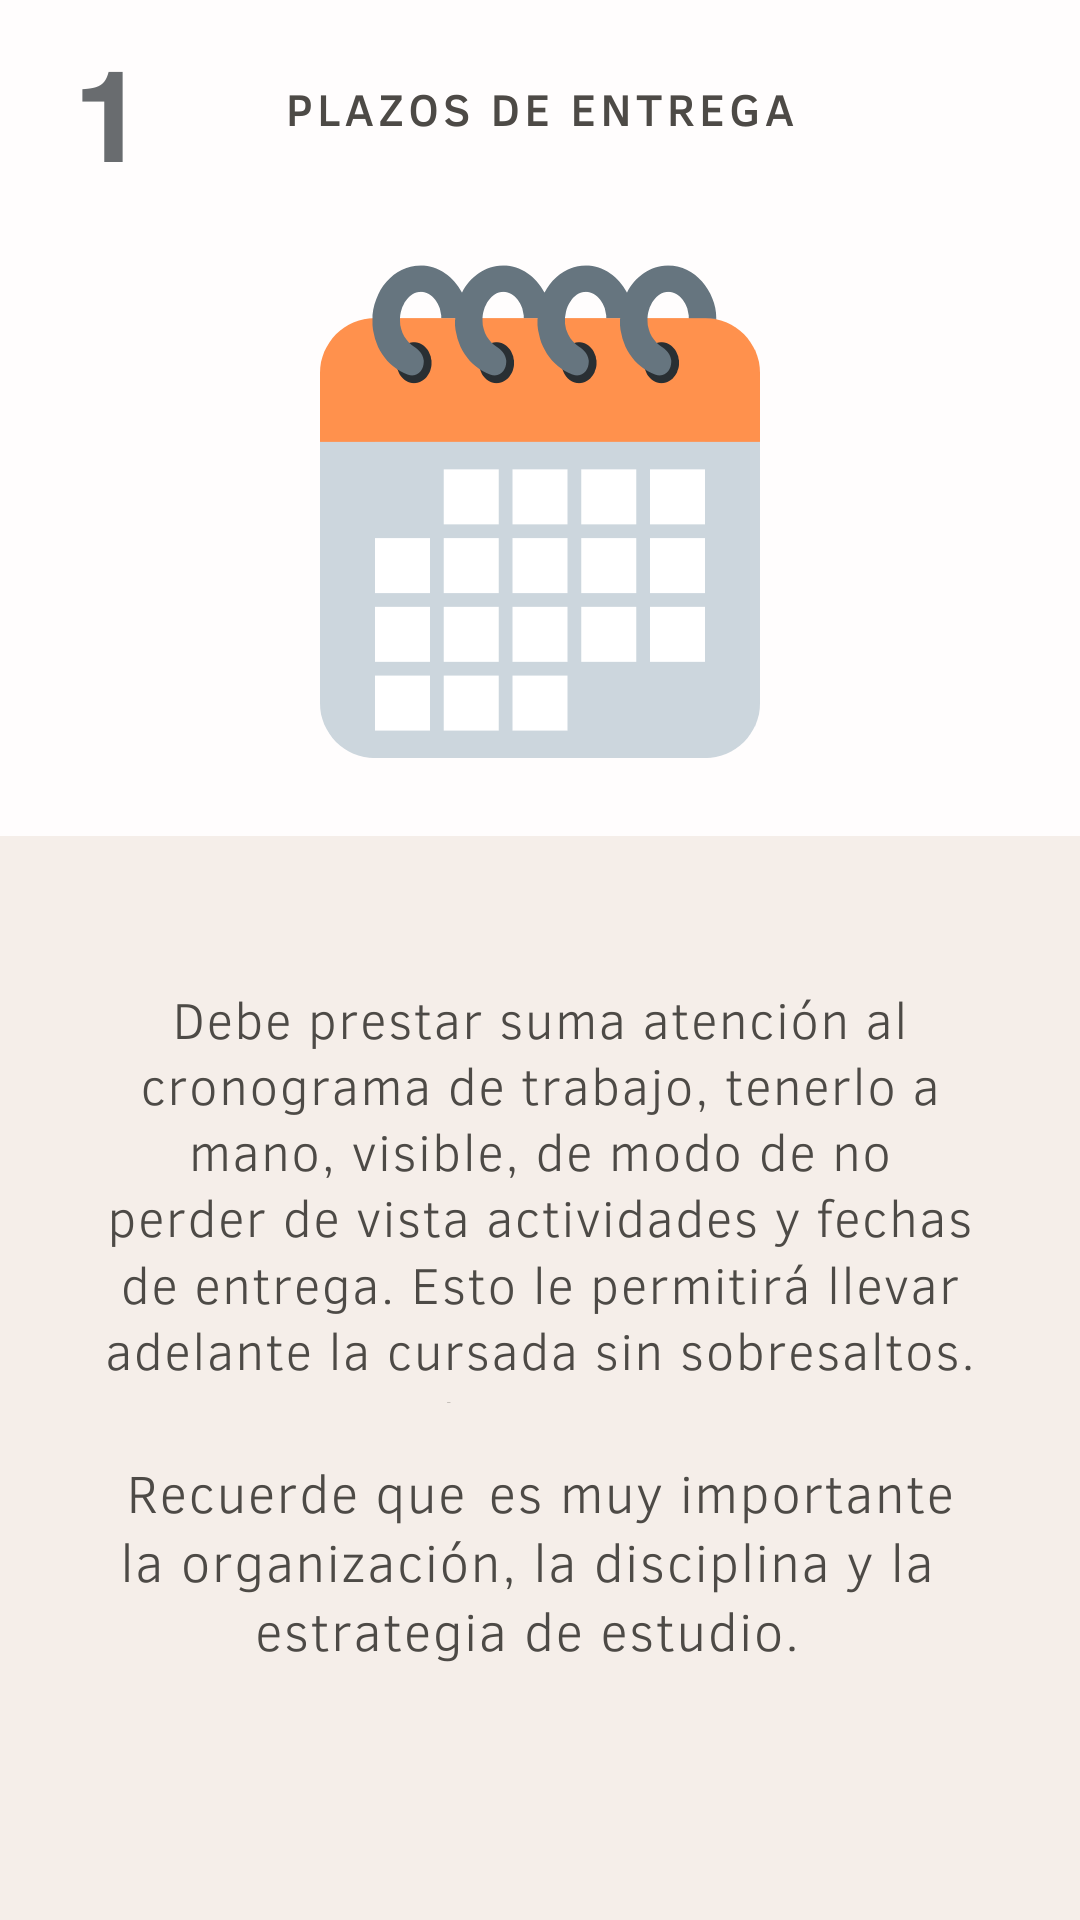 1
PLAZOS DE ENTREGA
Debe prestar suma atención al
cronograma de trabajo, tenerlo a
mano, visible, de modo de no
perder de vista actividades y fechas
de entrega. Esto le permitirá llevar
adelante la cursada sin sobresaltos.
Recuerde que es muy importante
la organización, la disciplina y la
estrategia de estudio.